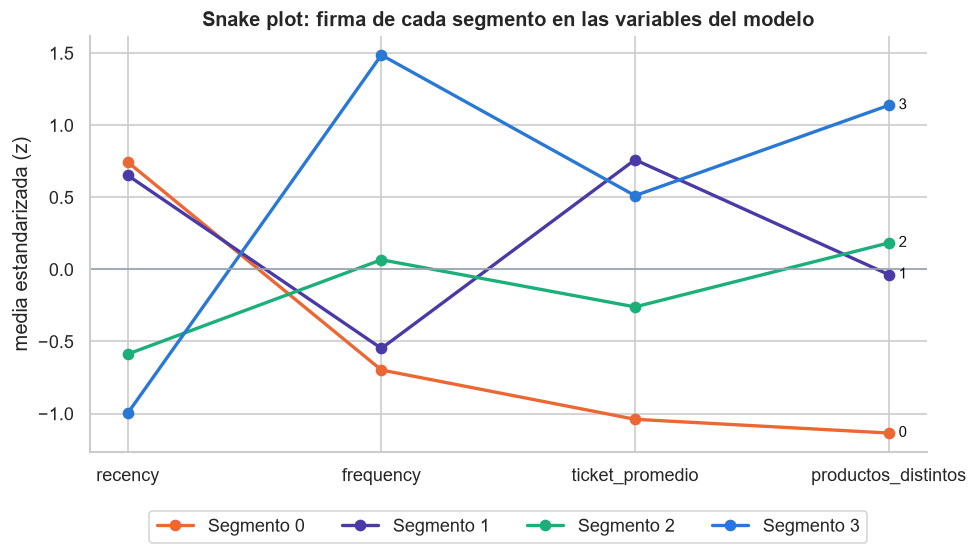 Snake plot: firma de cada segmento en las variables del modelo
media estandarizada (z)
1.5
1.0
0.5
0.0
−0.5
−1.0
3
2
1
0
recency frequency ticket_promedio productos_distintos
Segmento 0 Segmento 1 Segmento 2 Segmento 3